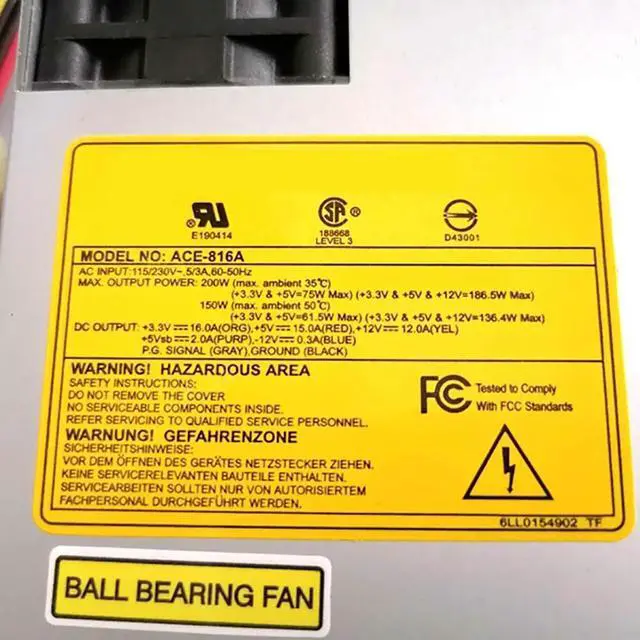 RU
E190414
SA
188668
LEVEL 3
D43001
MODEL NO: ACE-816A
AC INPUT:115/230V~,5/3A,60-50Hz
MAX. OUTPUT POWER: 200W (max. ambient 35℃)
(+3.3V & +5V=75W Max) (+3.3V & +5V & +12V=186.5W Max)
150W (max. ambient 50℃)
(+3.3V & +5V=61.5W Max) (+3.3V & +5V & +12V=136.4W Max)
DC OUTPUT: +3.3V ⎓ 16.0A(ORG),+5V ⎓ 15.0A(RED),+12V ⎓ 12.0A(YEL)
+5Vsb ⎓ 2.0A(PURP),-12V ⎓ 0.3A(BLUE)
P.G. SIGNAL (GRAY),GROUND (BLACK)
WARNING! HAZARDOUS AREA
SAFETY INSTRUCTIONS:
DO NOT REMOVE THE COVER
NO SERVICEABLE COMPONENTS INSIDE.
REFER SERVICING TO QUALIFIED SERVICE PERSONNEL.
FCC Tested to Comply
With FCC Standards
WARNUNG! GEFAHRENZONE
SICHERHEITSHINWEISE:
VOR DEM ÖFFNEN DES GERÄTES NETZSTECKER ZIEHEN.
KEINE SERVICERELEVANTEN BAUTEILE ENTHALTEN.
SERVICEARBEITEN SOLLTEN NUR VON AUTORISIERTEM
FACHPERSONAL DURCHGEFÜHRT WERDEN.
6LL0154902 TF
BALL BEARING FAN